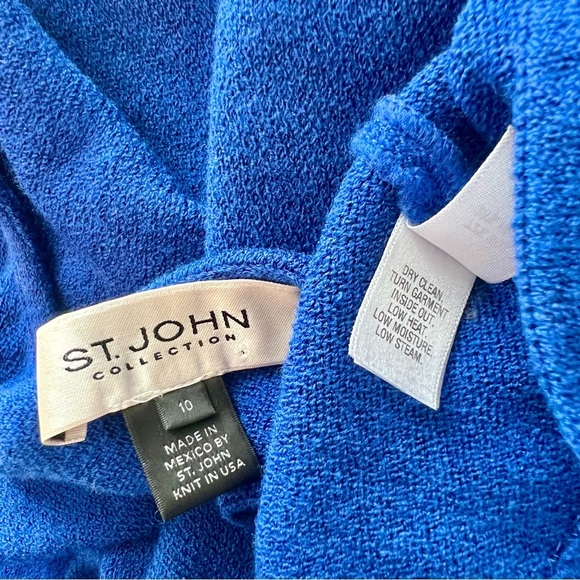 ST. JOHN
COLLECTION
10
MADE IN
MEXICO BY
ST. JOHN
KNIT IN USA
DRY CLEAN.
TURN GARMENT
INSIDE OUT.
LOW HEAT.
LOW MOISTURE.
LOW STEAM.